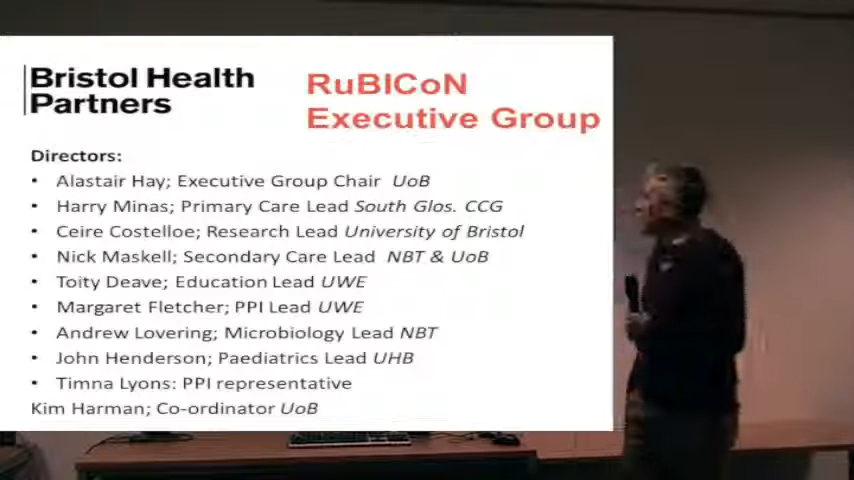 Bristol Health
Partners
RuBICoN
Executive Group
Directors:
• Alastair Hay; Executive Group Chair UoB
• Harry Minas; Primary Care Lead South Glos. CCG
• Ceire Costelloe; Research Lead University of Bristol
• Nick Maskell; Secondary Care Lead NBT & UoB
• Toity Deave; Education Lead UWE
• Margaret Fletcher; PPI Lead UWE
• Andrew Lovering; Microbiology Lead NBT
• John Henderson; Paediatrics Lead UHB
• Timna Lyons: PPI representative
Kim Harman; Co-ordinator UoB